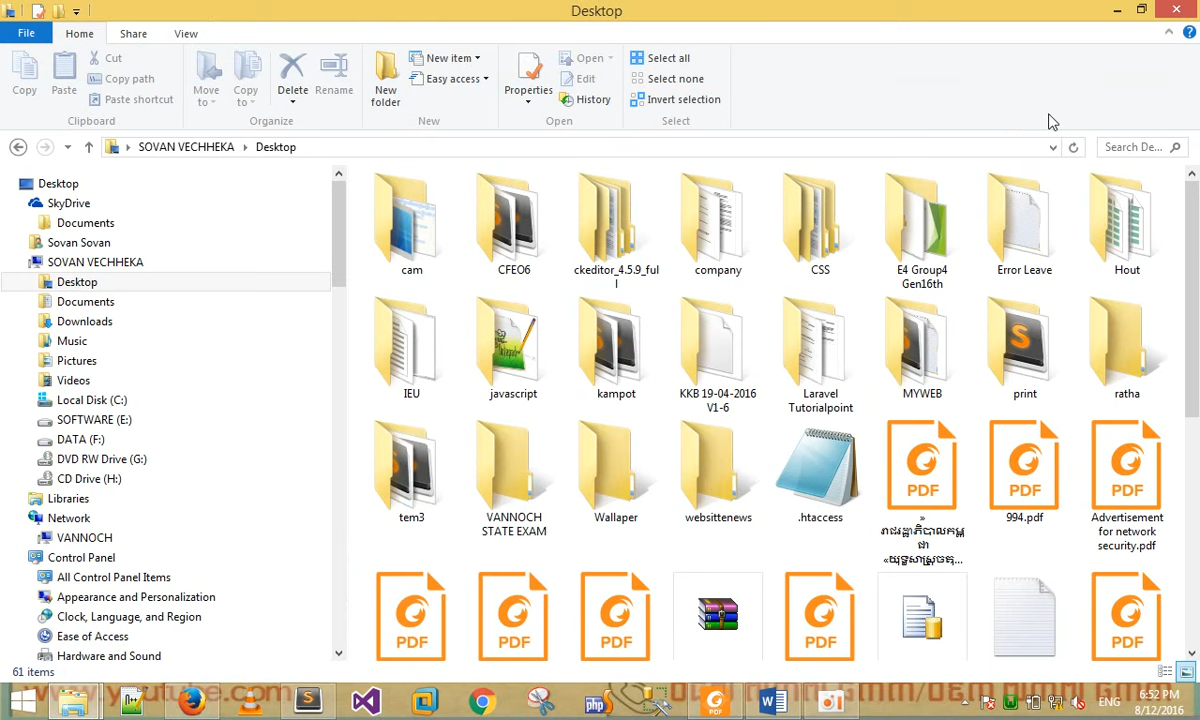 Desktop
File
Home
Share
View
Copy
Paste
Cut
Copy path
Paste shortcut
Clipboard
Move to
Copy to
Delete
Rename
Organize
New folder
New item
Easy access
New
Properties
Open
Edit
History
Open
Select all
Select none
Invert selection
Select
SOVAN VECHHEKA
Desktop
Search De...
Desktop
SkyDrive
Documents
Sovan Sovan
SOVAN VECHHEKA
Desktop
Documents
Downloads
Music
Pictures
Videos
Local Disk (C:)
SOFTWARE (E:)
DATA (F:)
DVD RW Drive (G:)
CD Drive (H:)
Libraries
Network
VANNOCH
Control Panel
All Control Panel Items
Appearance and Personalization
Clock, Language, and Region
Ease of Access
Hardware and Sound
cam
CFEO6
ckeditor_4.5.9_ful
l
company
CSS
E4 Group4
Gen16th
Error Leave
Hout
IEU
javascript
kampot
KKB 19-04-2016
V1-6
Laravel
Tutorialpoint
MYWEB
print
ratha
tem3
VANNOCH
STATE EXAM
Wallaper
websittenews
.htaccess
PDF
PDF
PDF
994.pdf
Advertisement
for network
security.pdf
PDF
PDF
PDF
PDF
PDF
61 items
www.youtube.com
ENG
6:52 PM
8/12/2016